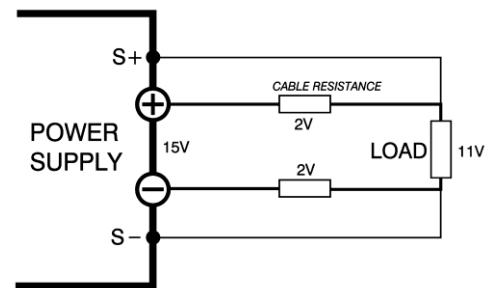 S+
CABLE RESISTANCE
+
2V
POWER
SUPPLY
15V
LOAD
11V
2V
−
S−